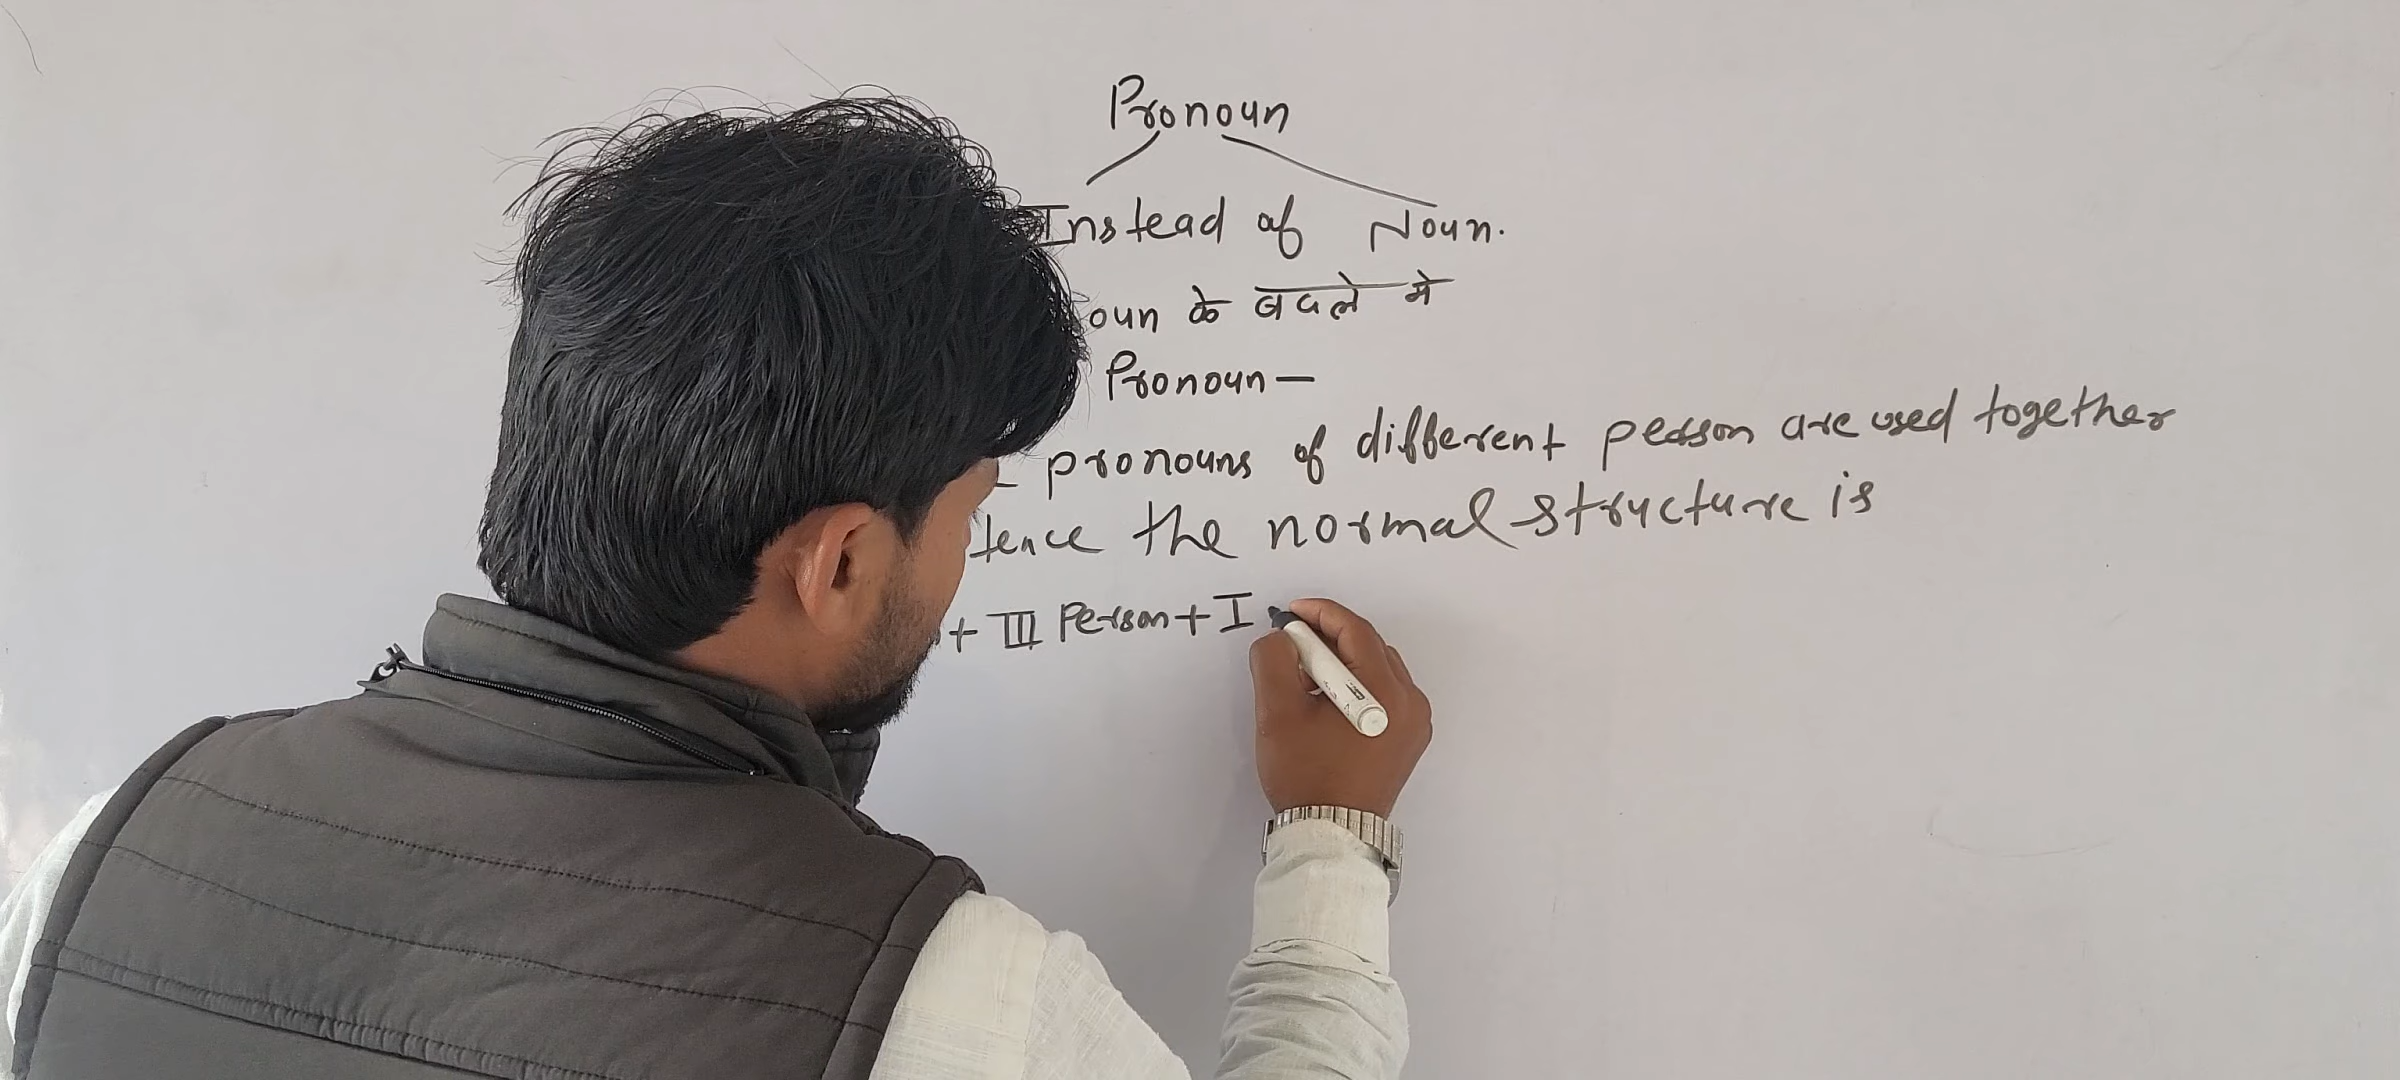 Pronoun
Instead of Noun.
oun के बदले मे
Pronoun —
pronouns of different person are used together
tence the normal structure is
+ III Person + I